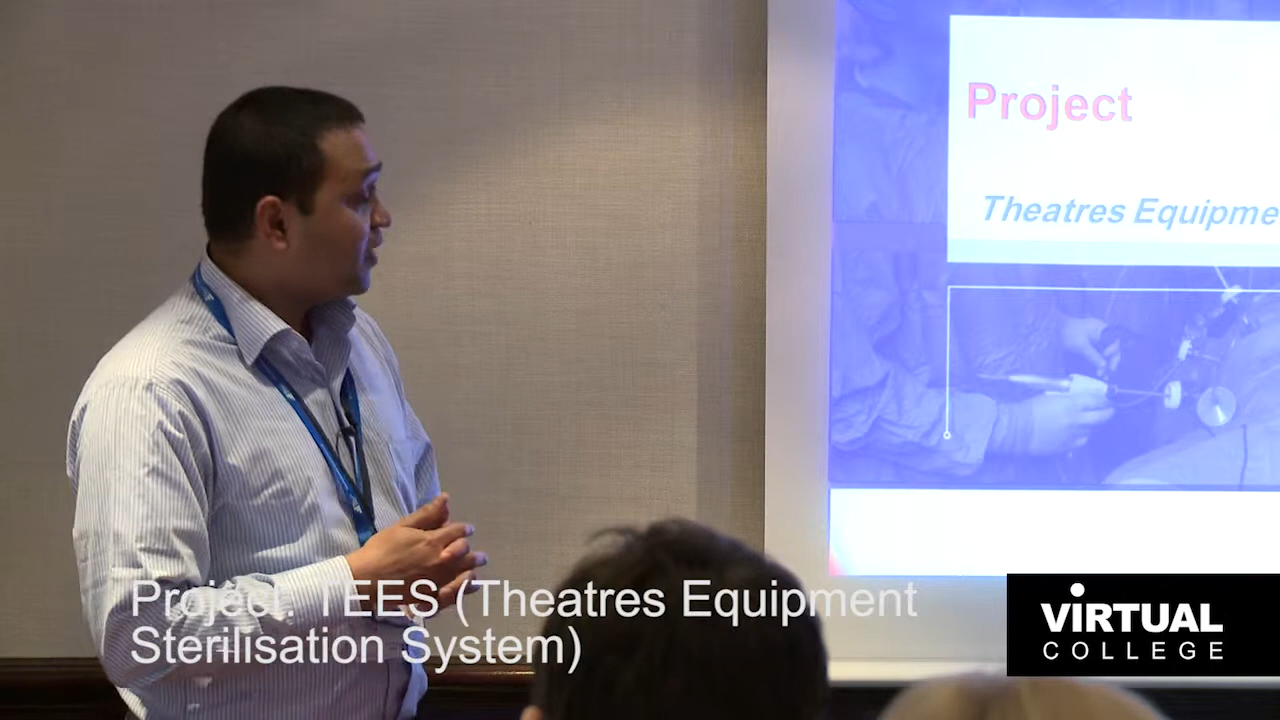 Project
Theatres Equipme
Project: TEES (Theatres Equipment
Sterilisation System)
VIRTUAL
COLLEGE